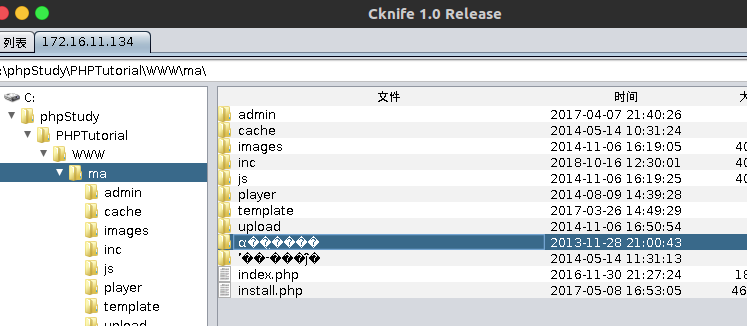 Cknife 1.0 Release
列表 172.16.11.134
:\phpStudy\PHPTutorial\WWW\ma\
C:
phpStudy
PHPTutorial
WWW
ma
admin
cache
images
inc
js
player
template
upload
文件 时间
admin 2017-04-07 21:40:26
cache 2014-05-14 10:31:24
images 2014-11-06 16:19:05 40
inc 2018-10-16 12:30:01 40
js 2014-11-06 16:19:25 40
player 2014-08-09 14:39:28
template 2017-03-26 14:49:29
upload 2014-11-06 16:50:54
α������ 2013-11-28 21:00:43
2014-05-14 11:31:13
index.php 2016-11-30 21:27:24 18
install.php 2017-05-08 16:53:05 46